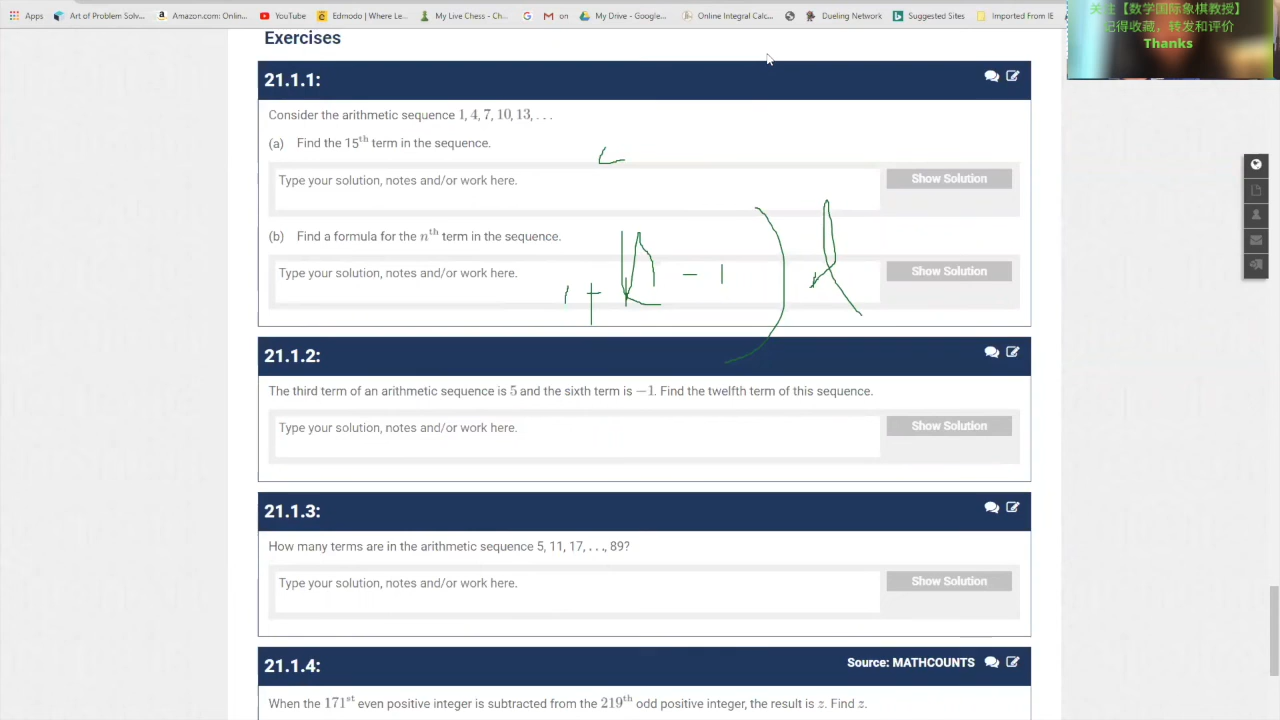 Apps Art of Problem Solv... Amazon.com: Onlin... YouTube Edmodo | Where Le... My Live Chess - Ch... on My Drive - Google... Online Integral Calc... Dueling Network Suggested Sites Imported From IE
关注【数学国际象棋教授】
记得收藏,转发和评价
Thanks
Exercises
21.1.1:
Consider the arithmetic sequence 1, 4, 7, 10, 13, . . .
(a) Find the 15th term in the sequence.
Type your solution, notes and/or work here. Show Solution
(b) Find a formula for the nth term in the sequence.
Type your solution, notes and/or work here. Show Solution
1 + (n - 1) d
21.1.2:
The third term of an arithmetic sequence is 5 and the sixth term is −1. Find the twelfth term of this sequence.
Type your solution, notes and/or work here. Show Solution
21.1.3:
How many terms are in the arithmetic sequence 5, 11, 17, . . ., 89?
Type your solution, notes and/or work here. Show Solution
21.1.4: Source: MATHCOUNTS
When the 171st even positive integer is subtracted from the 219th odd positive integer, the result is z. Find z.